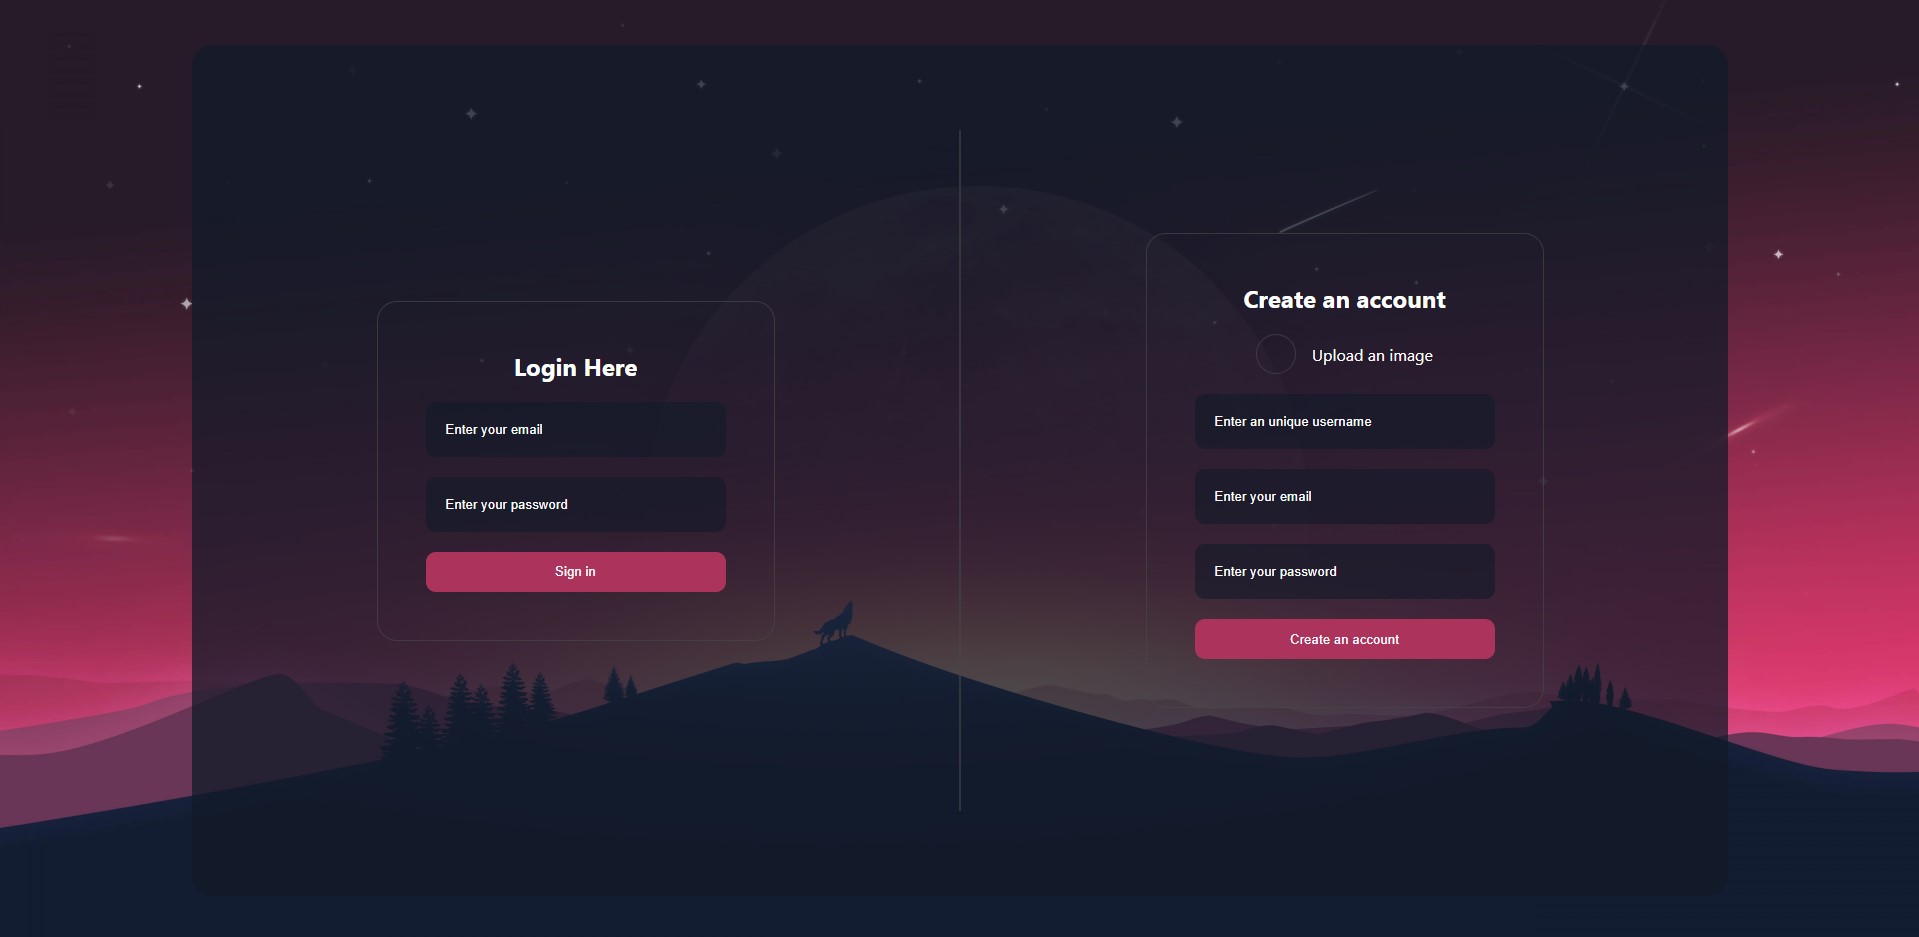 Login Here
Enter your email
Enter your password
Sign in
Create an account
Upload an image
Enter an unique username
Enter your email
Enter your password
Create an account